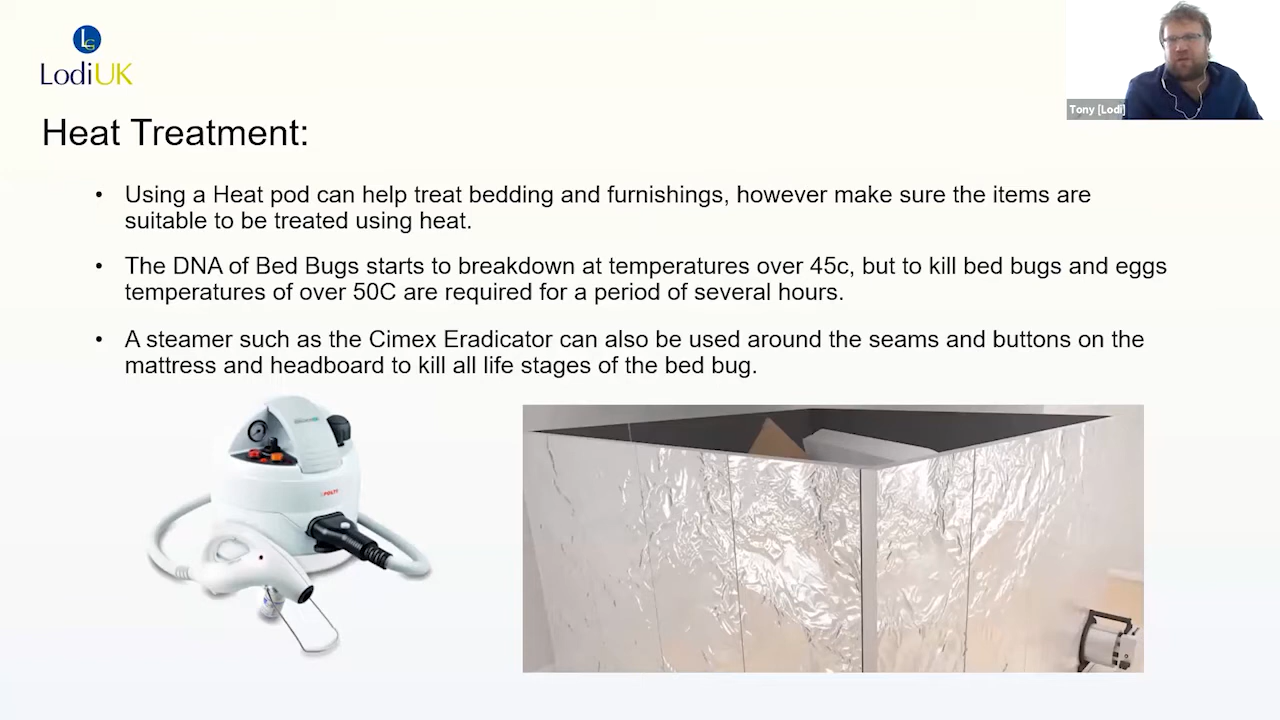 LG
LodiUK
Tony [Lodi]
Heat Treatment:
• Using a Heat pod can help treat bedding and furnishings, however make sure the items are
suitable to be treated using heat.
• The DNA of Bed Bugs starts to breakdown at temperatures over 45c, but to kill bed bugs and eggs
temperatures of over 50C are required for a period of several hours.
• A steamer such as the Cimex Eradicator can also be used around the seams and buttons on the
mattress and headboard to kill all life stages of the bed bug.
POLTI